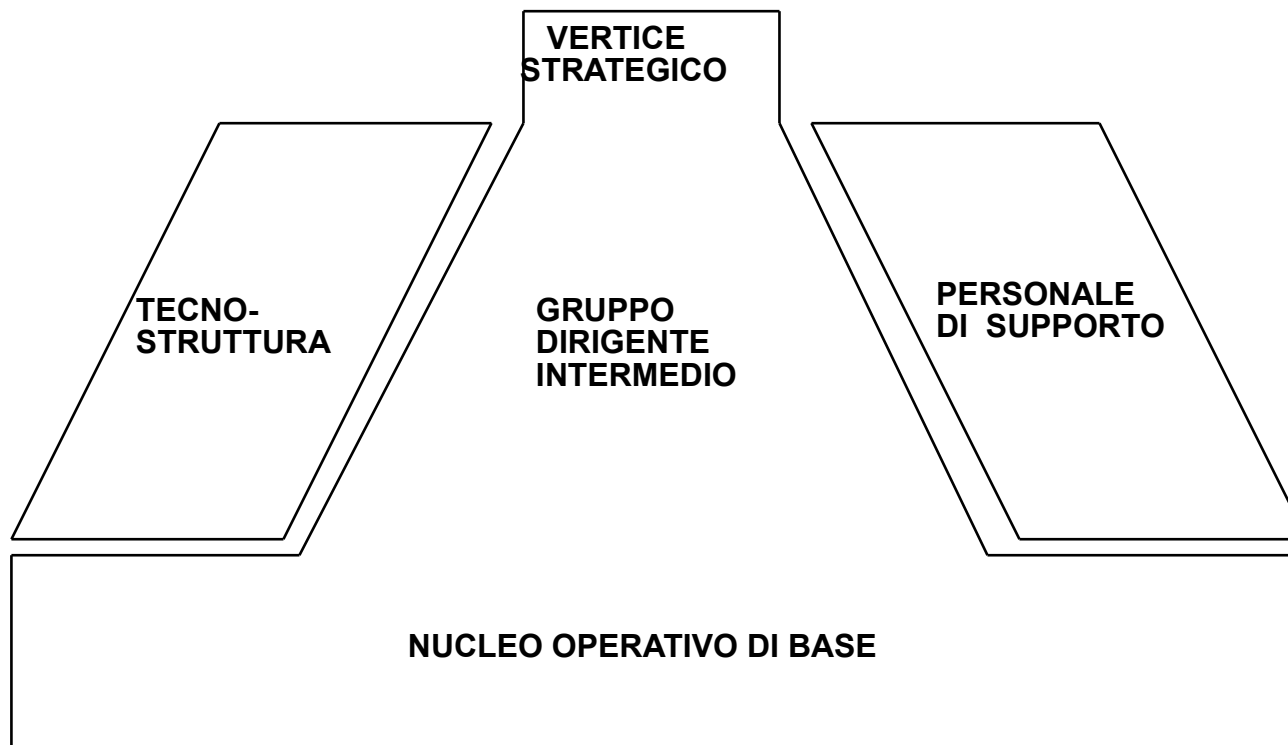 VERTICE
STRATEGICO
TECNO-
STRUTTURA
GRUPPO
DIRIGENTE
INTERMEDIO
PERSONALE
DI SUPPORTO
NUCLEO OPERATIVO DI BASE